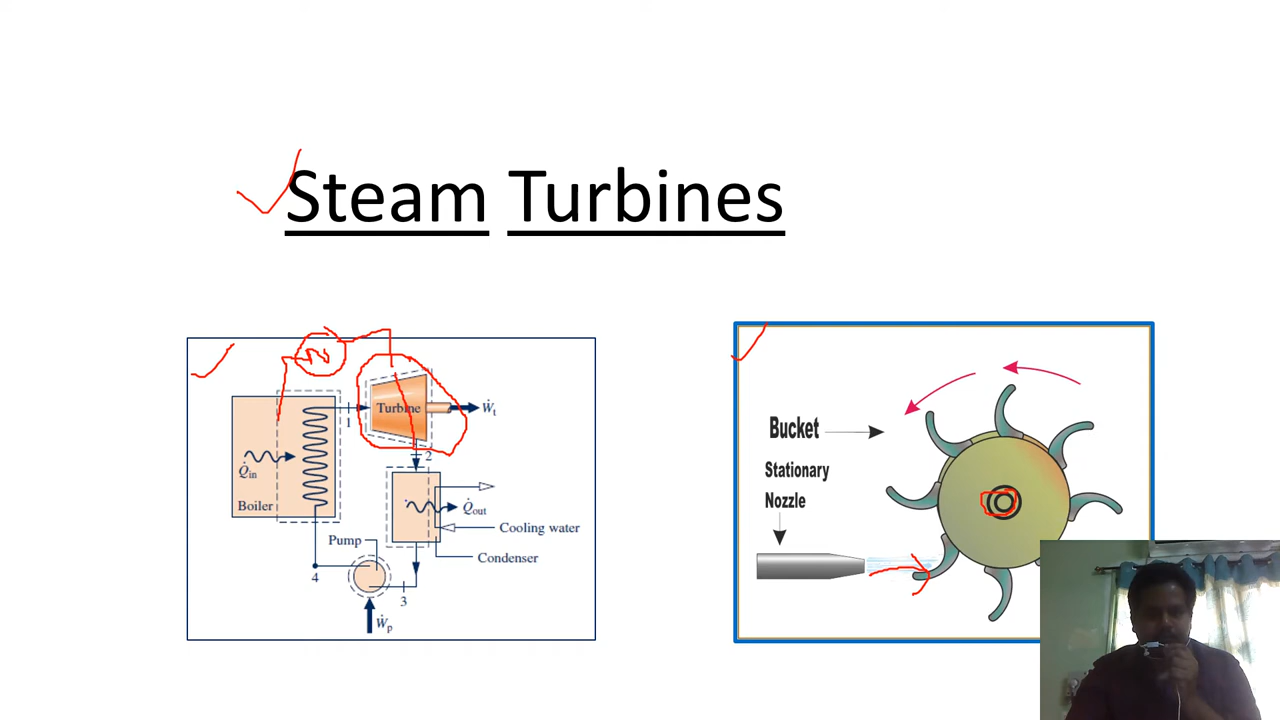 Steam Turbines
Turbine
Ẇt
1
2
Q̇in
Boiler
Q̇out
Cooling water
Pump
Condenser
4
3
Ẇp
Bucket
Stationary
Nozzle